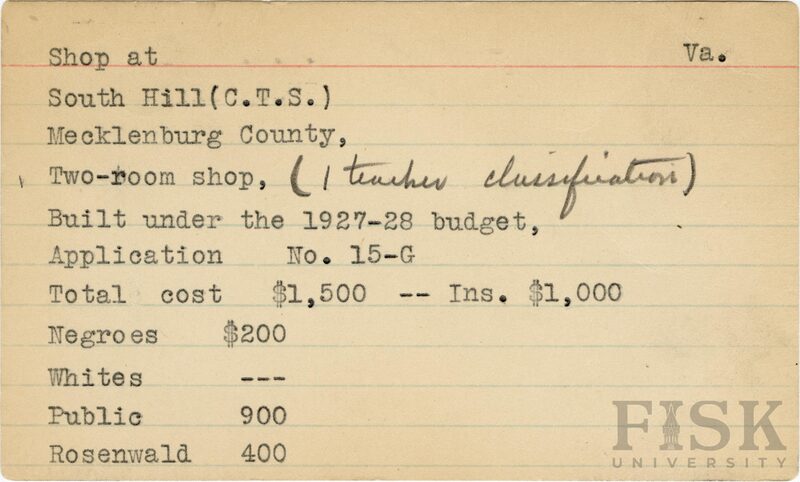 Shop at Va.
South Hill(C.T.S.)
Mecklenburg County,
Two-room shop, (1 teacher classification)
Built under the 1927-28 budget,
Application No. 15-G
Total cost $1,500 -- Ins. $1,000
Negroes $200
Whites ---
Public 900
Rosenwald 400
FISK
UNIVERSITY